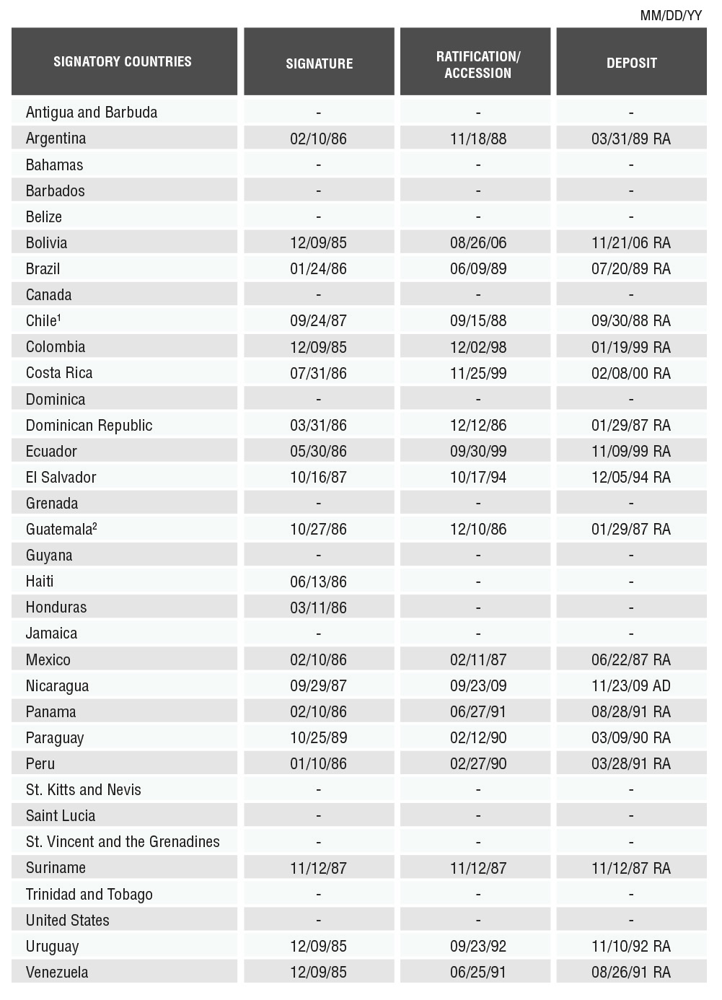 MM/DD/YY
SIGNATORY COUNTRIES SIGNATURE RATIFICATION/ ACCESSION DEPOSIT
Antigua and Barbuda - - -
Argentina 02/10/86 11/18/88 03/31/89 RA
Bahamas - - -
Barbados - - -
Belize - - -
Bolivia 12/09/85 08/26/06 11/21/06 RA
Brazil 01/24/86 06/09/89 07/20/89 RA
Canada - - -
Chile¹ 09/24/87 09/15/88 09/30/88 RA
Colombia 12/09/85 12/02/98 01/19/99 RA
Costa Rica 07/31/86 11/25/99 02/08/00 RA
Dominica - - -
Dominican Republic 03/31/86 12/12/86 01/29/87 RA
Ecuador 05/30/86 09/30/99 11/09/99 RA
El Salvador 10/16/87 10/17/94 12/05/94 RA
Grenada - - -
Guatemala² 10/27/86 12/10/86 01/29/87 RA
Guyana - - -
Haiti 06/13/86 - -
Honduras 03/11/86 - -
Jamaica - - -
Mexico 02/10/86 02/11/87 06/22/87 RA
Nicaragua 09/29/87 09/23/09 11/23/09 AD
Panama 02/10/86 06/27/91 08/28/91 RA
Paraguay 10/25/89 02/12/90 03/09/90 RA
Peru 01/10/86 02/27/90 03/28/91 RA
St. Kitts and Nevis - - -
Saint Lucia - - -
St. Vincent and the Grenadines - - -
Suriname 11/12/87 11/12/87 11/12/87 RA
Trinidad and Tobago - - -
United States - - -
Uruguay 12/09/85 09/23/92 11/10/92 RA
Venezuela 12/09/85 06/25/91 08/26/91 RA